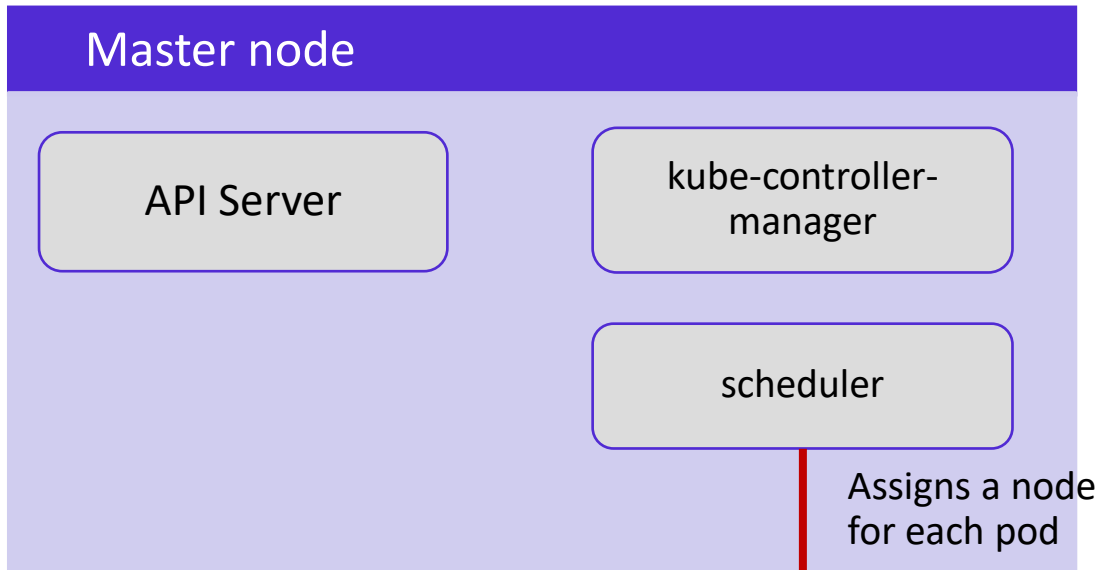 Master node
API Server
kube-controller-
manager
scheduler
Assigns a node
for each pod